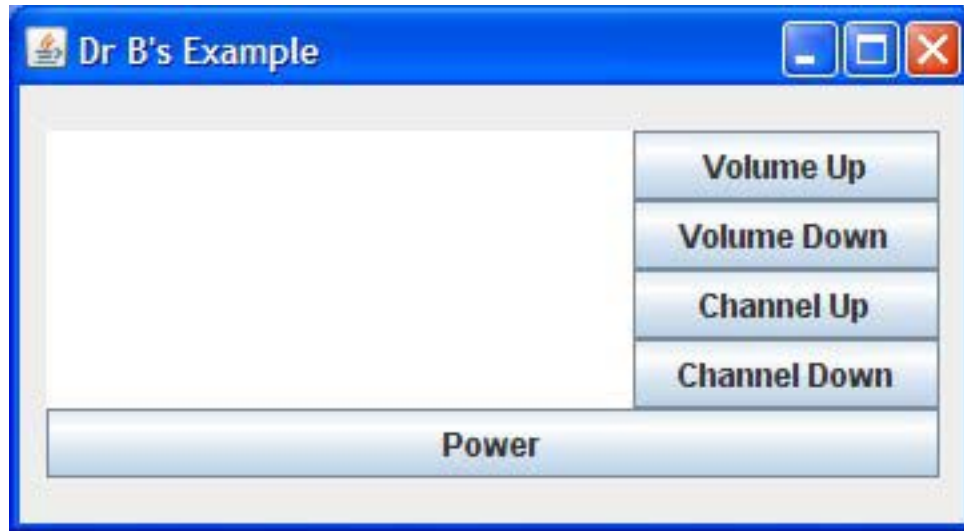 Dr B's Example
Volume Up
Volume Down
Channel Up
Channel Down
Power